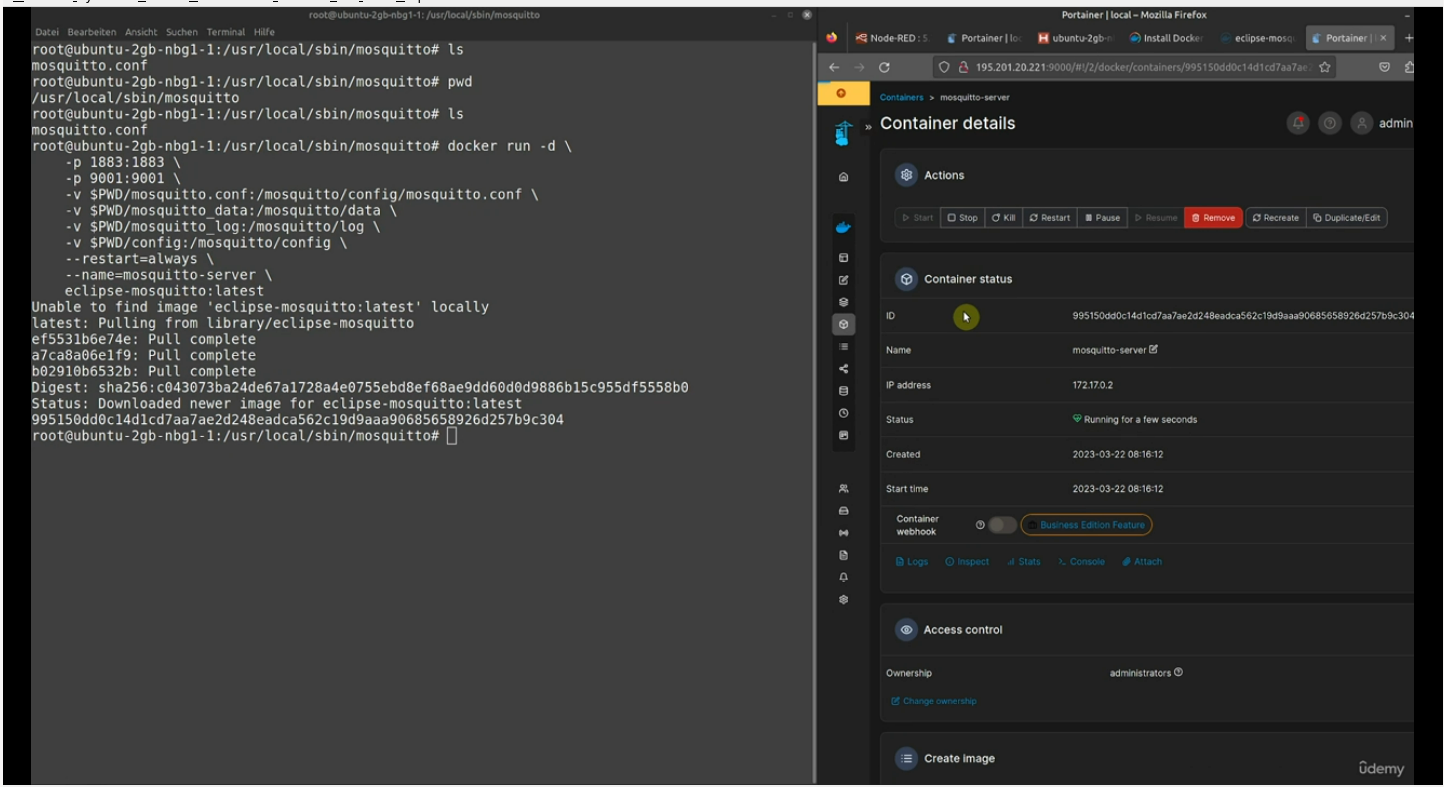 root@ubuntu-2gb-nbg1-1: /usr/local/sbin/mosquitto
Datei Bearbeiten Ansicht Suchen Terminal Hilfe
root@ubuntu-2gb-nbg1-1:/usr/local/sbin/mosquitto# ls
mosquitto.conf
root@ubuntu-2gb-nbg1-1:/usr/local/sbin/mosquitto# pwd
/usr/local/sbin/mosquitto
root@ubuntu-2gb-nbg1-1:/usr/local/sbin/mosquitto# ls
mosquitto.conf
root@ubuntu-2gb-nbg1-1:/usr/local/sbin/mosquitto# docker run -d \
-p 1883:1883 \
-p 9001:9001 \
-v $PWD/mosquitto.conf:/mosquitto/config/mosquitto.conf \
-v $PWD/mosquitto_data:/mosquitto/data \
-v $PWD/mosquitto_log:/mosquitto/log \
-v $PWD/config:/mosquitto/config \
--restart=always \
--name=mosquitto-server \
eclipse-mosquitto:latest
Unable to find image 'eclipse-mosquitto:latest' locally
latest: Pulling from library/eclipse-mosquitto
ef5531b6e74e: Pull complete
a7ca8a06e1f9: Pull complete
b02910b6532b: Pull complete
Digest: sha256:c043073ba24de67a1728a4e0755ebd8ef68ae9dd60d0d9886b15c955df5558b0
Status: Downloaded newer image for eclipse-mosquitto:latest
995150dd0c14d1cd7aa7ae2d248eadca562c19d9aaa90685658926d257b9c304
root@ubuntu-2gb-nbg1-1:/usr/local/sbin/mosquitto#
Portainer | local – Mozilla Firefox
Node-RED : 5. Portainer | loc ubuntu-2gb-n Install Docker eclipse-mosqu Portainer | l
195.201.20.221:9000/#!/2/docker/containers/995150dd0c14d1cd7aa7ae
Containers > mosquitto-server
Container details
admin
Actions
Start Stop Kill Restart Pause Resume Remove Recreate Duplicate/Edit
Container status
ID 995150dd0c14d1cd7aa7ae2d248eadca562c19d9aaa90685658926d257b9c304
Name mosquitto-server
IP address 172.17.0.2
Status Running for a few seconds
Created 2023-03-22 08:16:12
Start time 2023-03-22 08:16:12
Container webhook Business Edition Feature
Logs Inspect Stats Console Attach
Access control
Ownership administrators
Change ownership
Create image
ûdemy